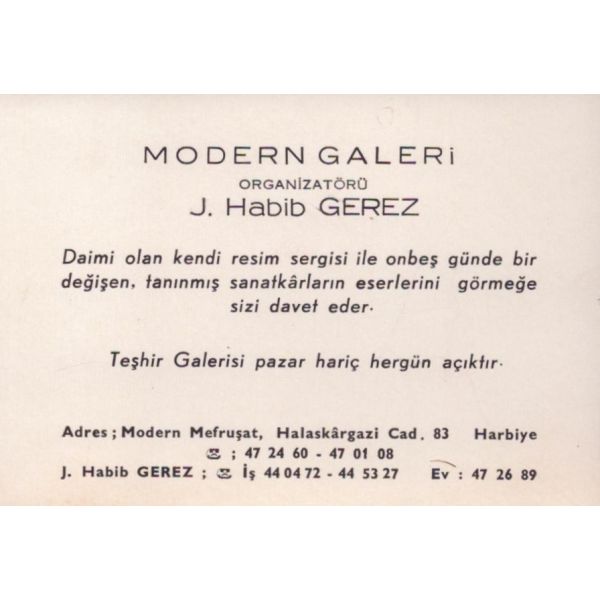 MODERN GALERi
ORGANİZATÖRÜ
J. Habib GEREZ
Daimi olan kendi resim sergisi ile onbeş günde bir
değişen, tanınmış sanatkârların eserlerini görmeğe
sizi davet eder.
Teşhir Galerisi pazar hariç hergün açıktır.
Adres ; Modern Mefruşat, Halaskârgazi Cad. 83 Harbiye
☎ ; 47 24 60 - 47 01 08
J. Habib GEREZ ; ☎ İş 44 04 72 - 44 53 27 Ev : 47 26 89